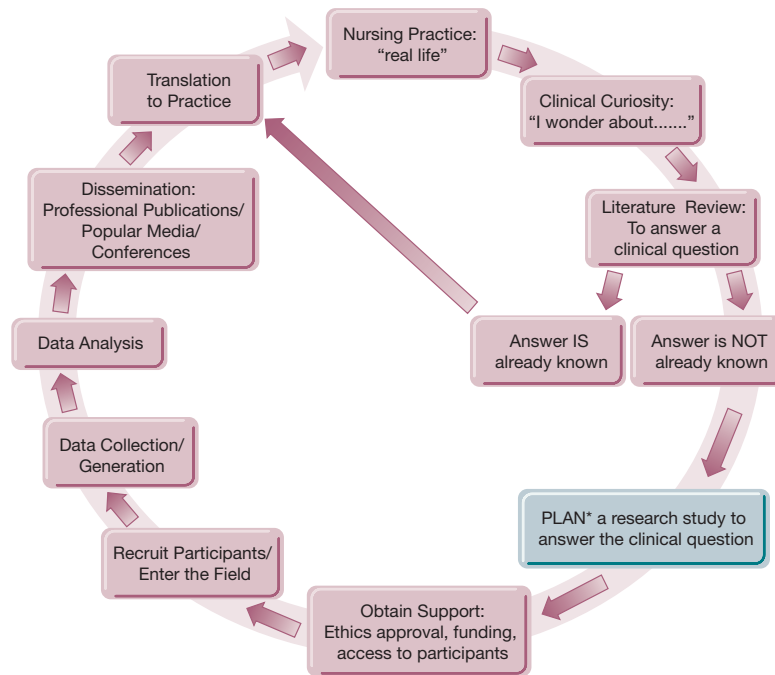 Nursing Practice:
“real life”
Clinical Curiosity:
“I wonder about.......”
Literature Review:
To answer a
clinical question
Answer IS
already known
Answer is NOT
already known
PLAN* a research study to
answer the clinical question
Obtain Support:
Ethics approval, funding,
access to participants
Recruit Participants/
Enter the Field
Data Collection/
Generation
Data Analysis
Dissemination:
Professional Publications/
Popular Media/
Conferences
Translation
to Practice